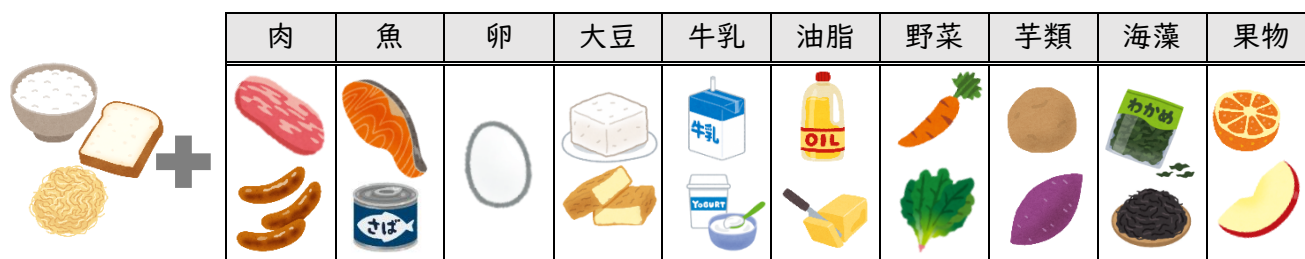 肉 魚 卵 大豆 牛乳 油脂 野菜 芋類 海藻 果物
わかめ
牛乳
OIL
YOGURT
さば